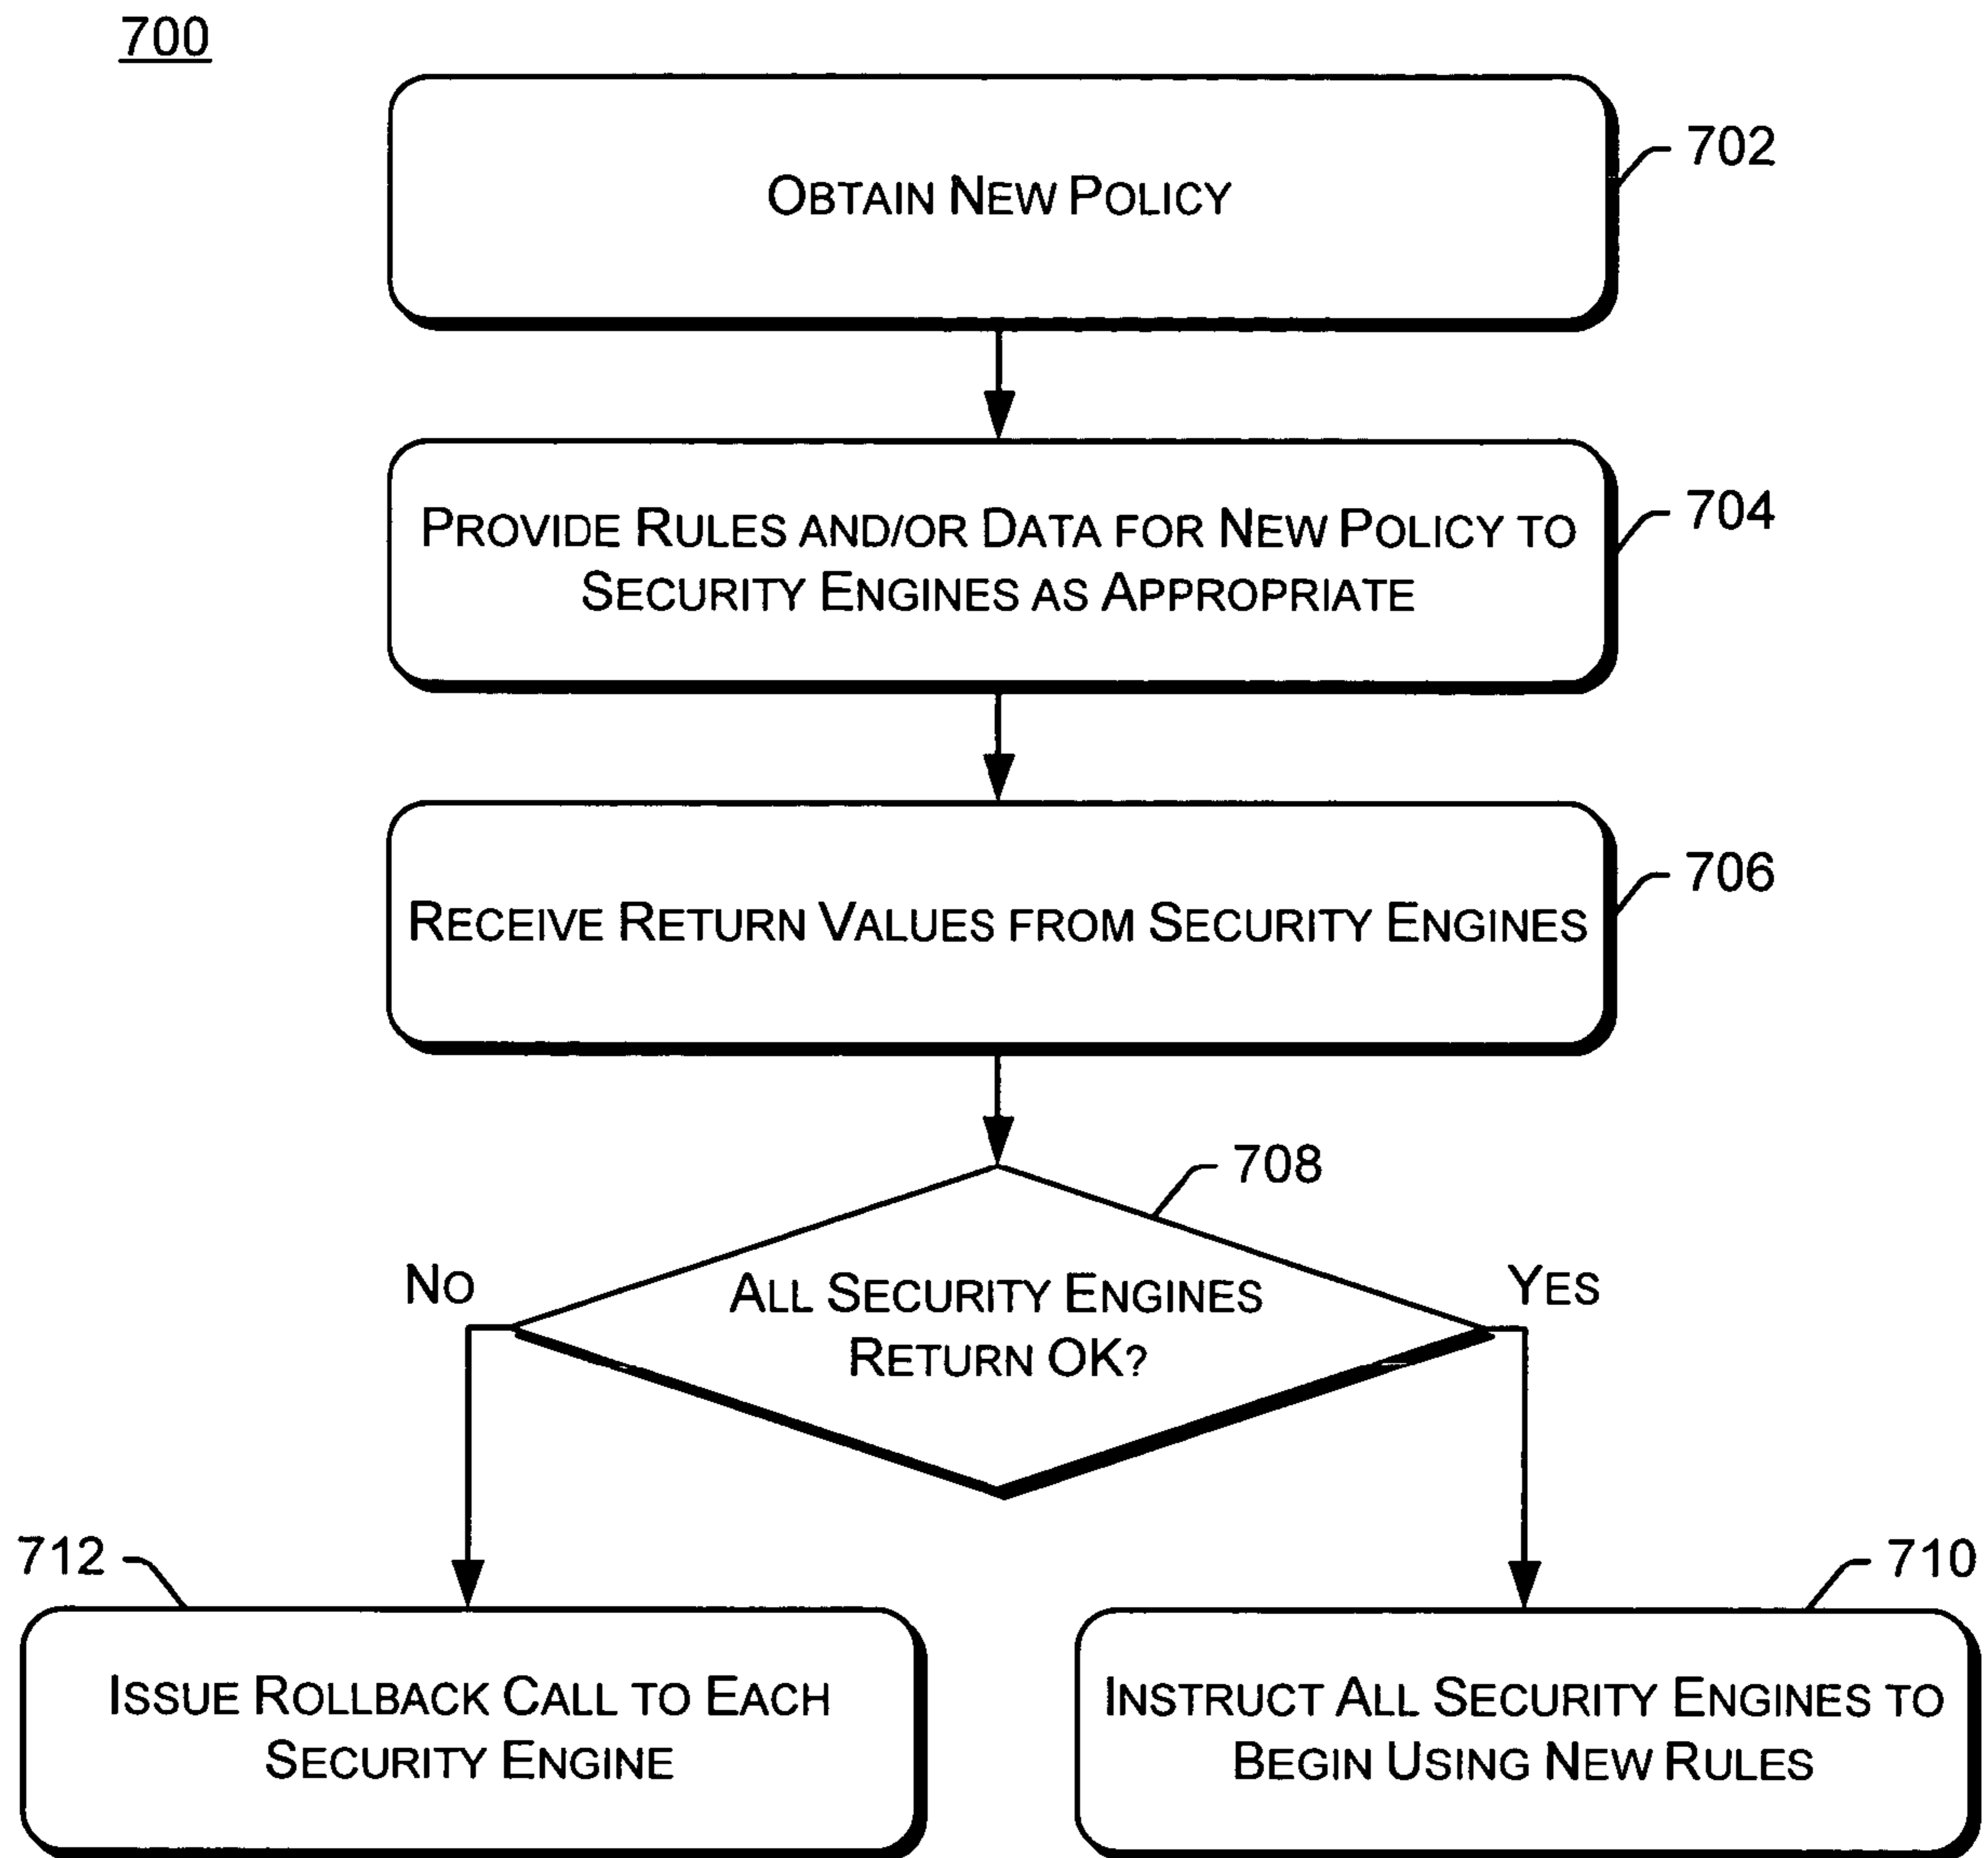 700
OBTAIN NEW POLICY
702
PROVIDE RULES AND/OR DATA FOR NEW POLICY TO
SECURITY ENGINES AS APPROPRIATE
704
RECEIVE RETURN VALUES FROM SECURITY ENGINES
706
708
NO
ALL SECURITY ENGINES
RETURN OK?
YES
712
710
ISSUE ROLLBACK CALL TO EACH
SECURITY ENGINE
INSTRUCT ALL SECURITY ENGINES TO
BEGIN USING NEW RULES